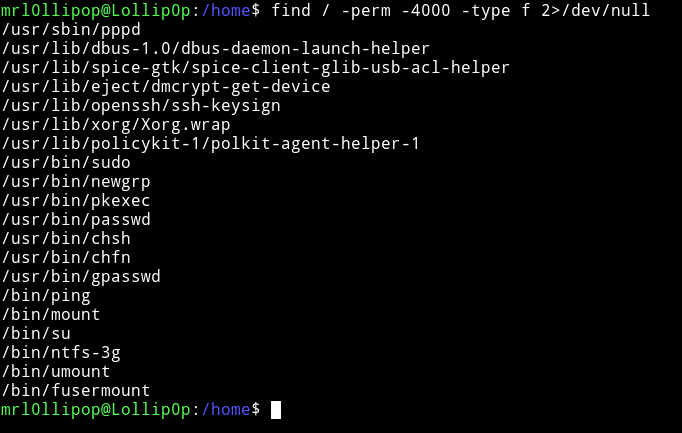 mrl0llipop@Lollip0p:/home$ find / -perm -4000 -type f 2>/dev/null
/usr/sbin/pppd
/usr/lib/dbus-1.0/dbus-daemon-launch-helper
/usr/lib/spice-gtk/spice-client-glib-usb-acl-helper
/usr/lib/eject/dmcrypt-get-device
/usr/lib/openssh/ssh-keysign
/usr/lib/xorg/Xorg.wrap
/usr/lib/policykit-1/polkit-agent-helper-1
/usr/bin/sudo
/usr/bin/newgrp
/usr/bin/pkexec
/usr/bin/passwd
/usr/bin/chsh
/usr/bin/chfn
/usr/bin/gpasswd
/bin/ping
/bin/mount
/bin/su
/bin/ntfs-3g
/bin/umount
/bin/fusermount
mrl0llipop@Lollip0p:/home$